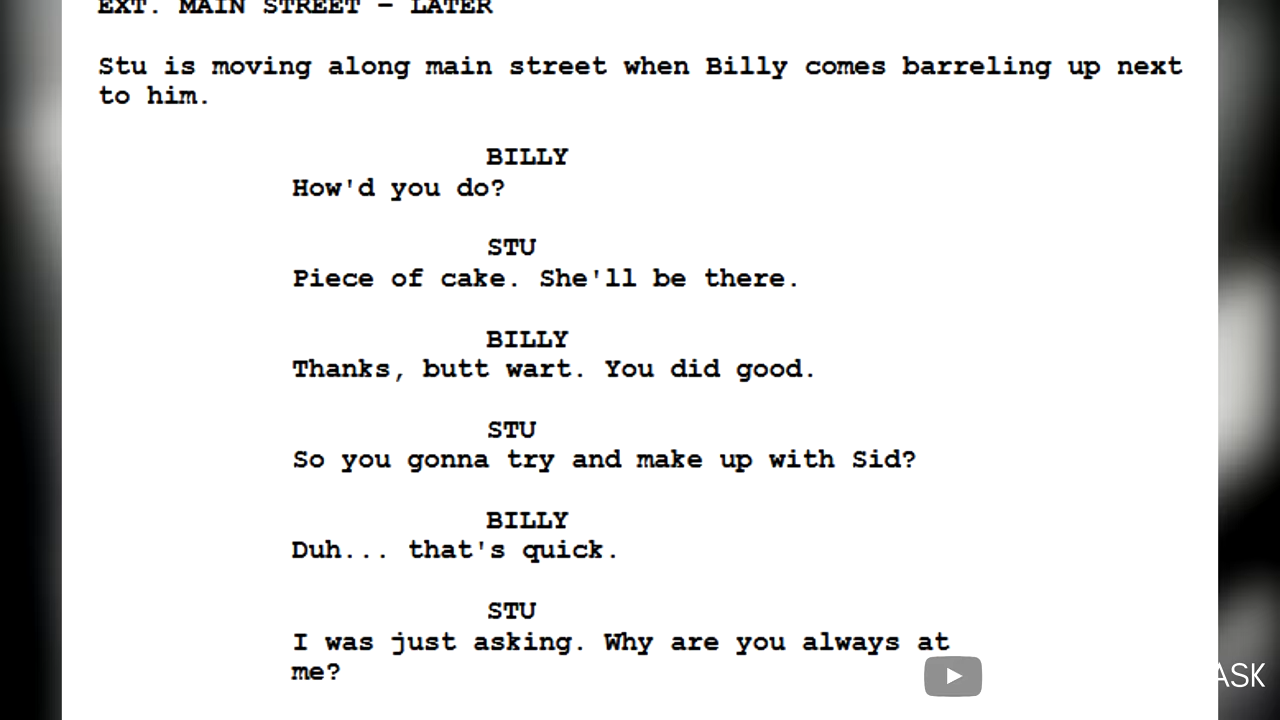 EXT. MAIN STREET – LATER
Stu is moving along main street when Billy comes barreling up next
to him.
BILLY
How'd you do?
STU
Piece of cake. She'll be there.
BILLY
Thanks, butt wart. You did good.
STU
So you gonna try and make up with Sid?
BILLY
Duh... that's quick.
STU
I was just asking. Why are you always at
me?
ASK